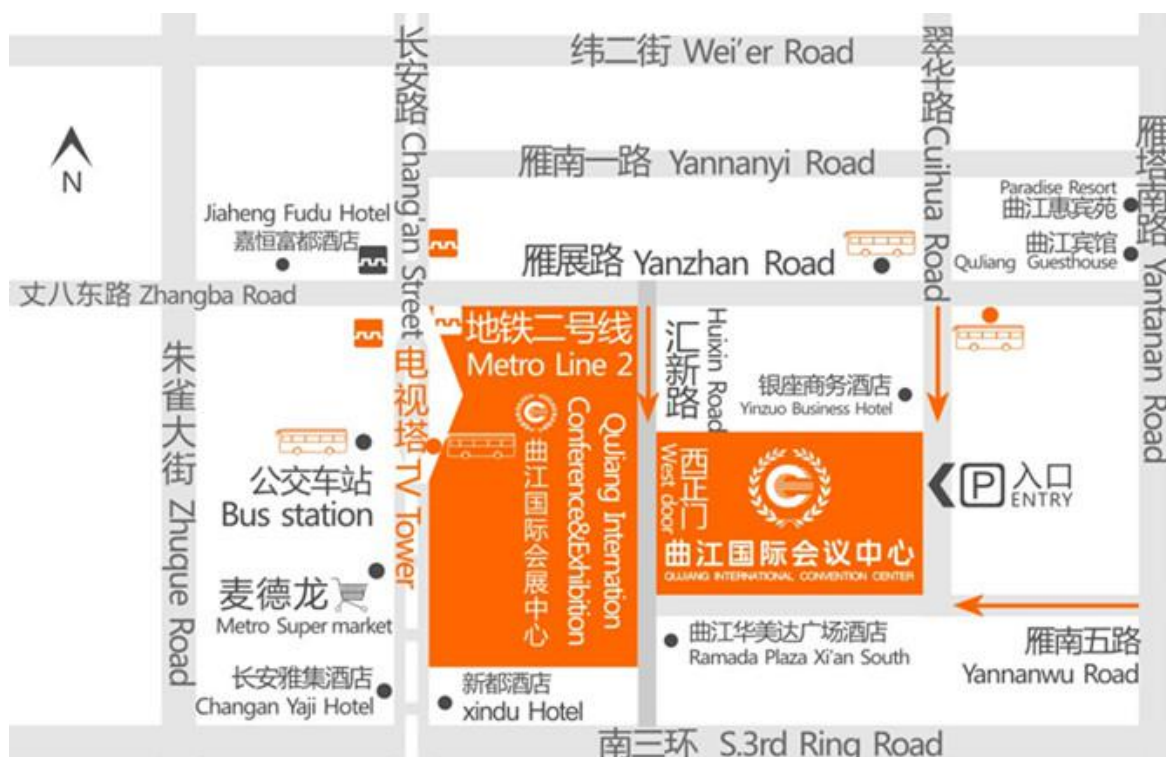 纬二街 Wei'er Road
长安路 Chang'an Street
翠华路 Cuihua Road
雁南一路 Yannanyi Road
雁塔南路 Yantanan Road
N
Paradise Resort
曲江惠宾苑
Jiaheng Fudu Hotel
嘉恒富都酒店
曲江宾馆
QuJiang Guesthouse
雁展路 Yanzhan Road
丈八东路 Zhangba Road
地铁二号线
Metro Line 2
汇新路
Huixin Road
朱雀大街 Zhuque Road
电视塔 TV Tower
银座商务酒店
Yinzuo Business Hotel
公交车站
Bus station
QuJiang Internation
Conference&Exhibition
曲江国际会展中心
西正门
West door
P 入口
ENTRY
曲江国际会议中心
QUJIANG INTERNATIONAL CONVENTION CENTER
麦德龙
Metro Super market
曲江华美达广场酒店
Ramada Plaza Xi'an South
雁南五路
Yannanwu Road
长安雅集酒店
Changan Yaji Hotel
新都酒店
xindu Hotel
南三环 S.3rd Ring Road